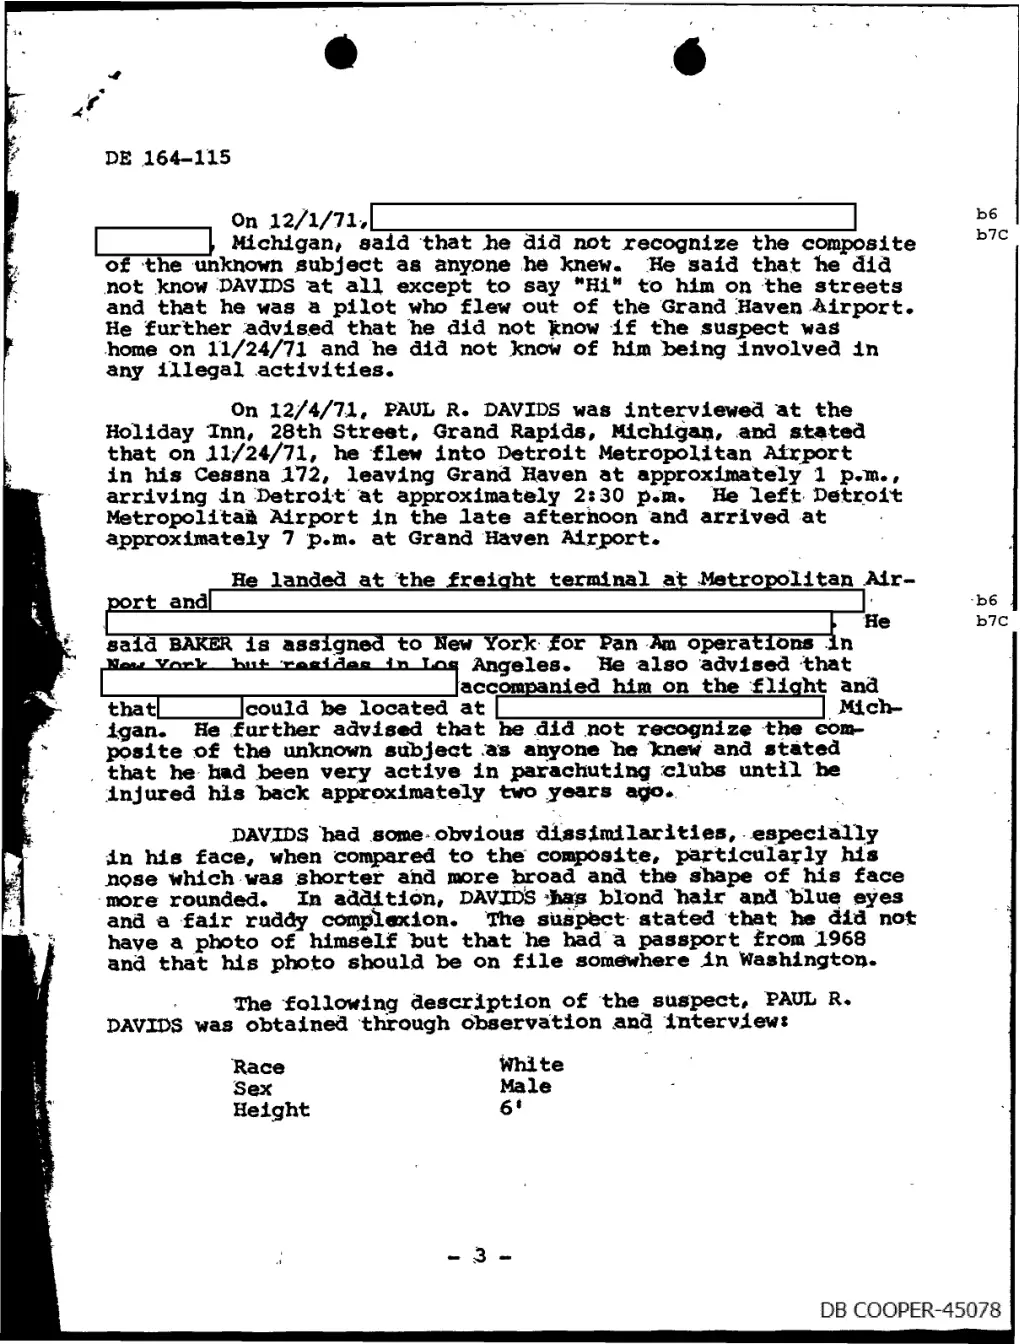 DE 164-115
On 12/1/71, b6
, Michigan, said that he did not recognize the composite b7C
of the unknown subject as anyone he knew. He said that he did
not know DAVIDS at all except to say "Hi" to him on the streets
and that he was a pilot who flew out of the Grand Haven Airport.
He further advised that he did not know if the suspect was
home on 11/24/71 and he did not know of him being involved in
any illegal activities.
On 12/4/71, PAUL R. DAVIDS was interviewed at the
Holiday Inn, 28th Street, Grand Rapids, Michigan, and stated
that on 11/24/71, he flew into Detroit Metropolitan Airport
in his Cessna 172, leaving Grand Haven at approximately 1 p.m.,
arriving in Detroit at approximately 2:30 p.m. He left Detroit
Metropolitan Airport in the late afternoon and arrived at
approximately 7 p.m. at Grand Haven Airport.
He landed at the freight terminal at Metropolitan Air-
port and b6
. He b7C
said BAKER is assigned to New York for Pan Am operations in
New York, but resides in Los Angeles. He also advised that
accompanied him on the flight and
that could be located at Mich-
igan. He further advised that he did not recognize the com-
posite of the unknown subject as anyone he knew and stated
that he had been very active in parachuting clubs until he
injured his back approximately two years ago.
DAVIDS had some obvious dissimilarities, especially
in his face, when compared to the composite, particularly his
nose which was shorter and more broad and the shape of his face
more rounded. In addition, DAVIDS has blond hair and blue eyes
and a fair ruddy complexion. The suspect stated that he did not
have a photo of himself but that he had a passport from 1968
and that his photo should be on file somewhere in Washington.
The following description of the suspect, PAUL R.
DAVIDS was obtained through observation and interview:
Race White
Sex Male
Height 6'
- 3 -
DB COOPER-45078